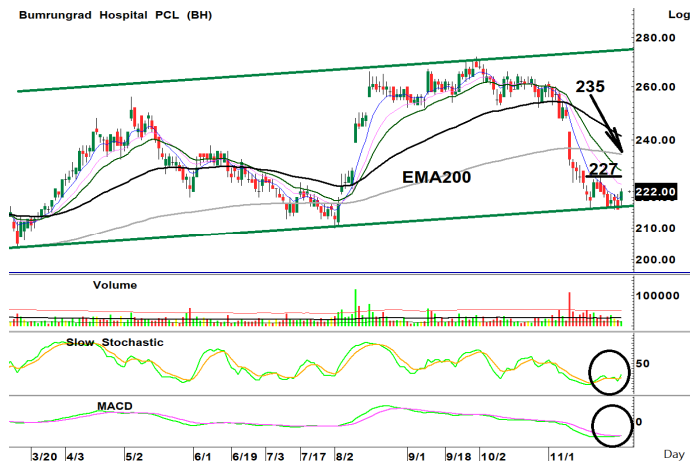 Bumrungrad Hospital PCL (BH)
Log
280.00
260.00
235
240.00
EMA200
227
222.00
210.00
200.00
Volume
100000
Slow Stochastic
50
MACD
0
3/20 4/3 5/2 6/1 6/19 7/3 7/17 8/2 9/1 9/18 10/2 11/1 Day